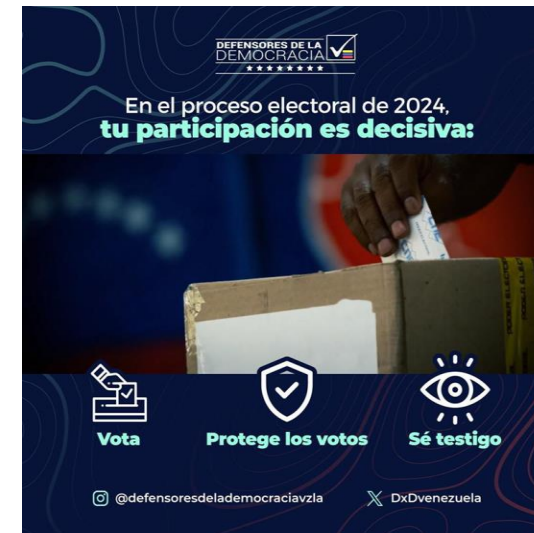 DEFENSORES DE LA
DEMOCRACIA
En el proceso electoral de 2024,
tu participación es decisiva:
Vota
Protege los votos
Sé testigo
@defensoresdelademocraciavzla
DxDvenezuela